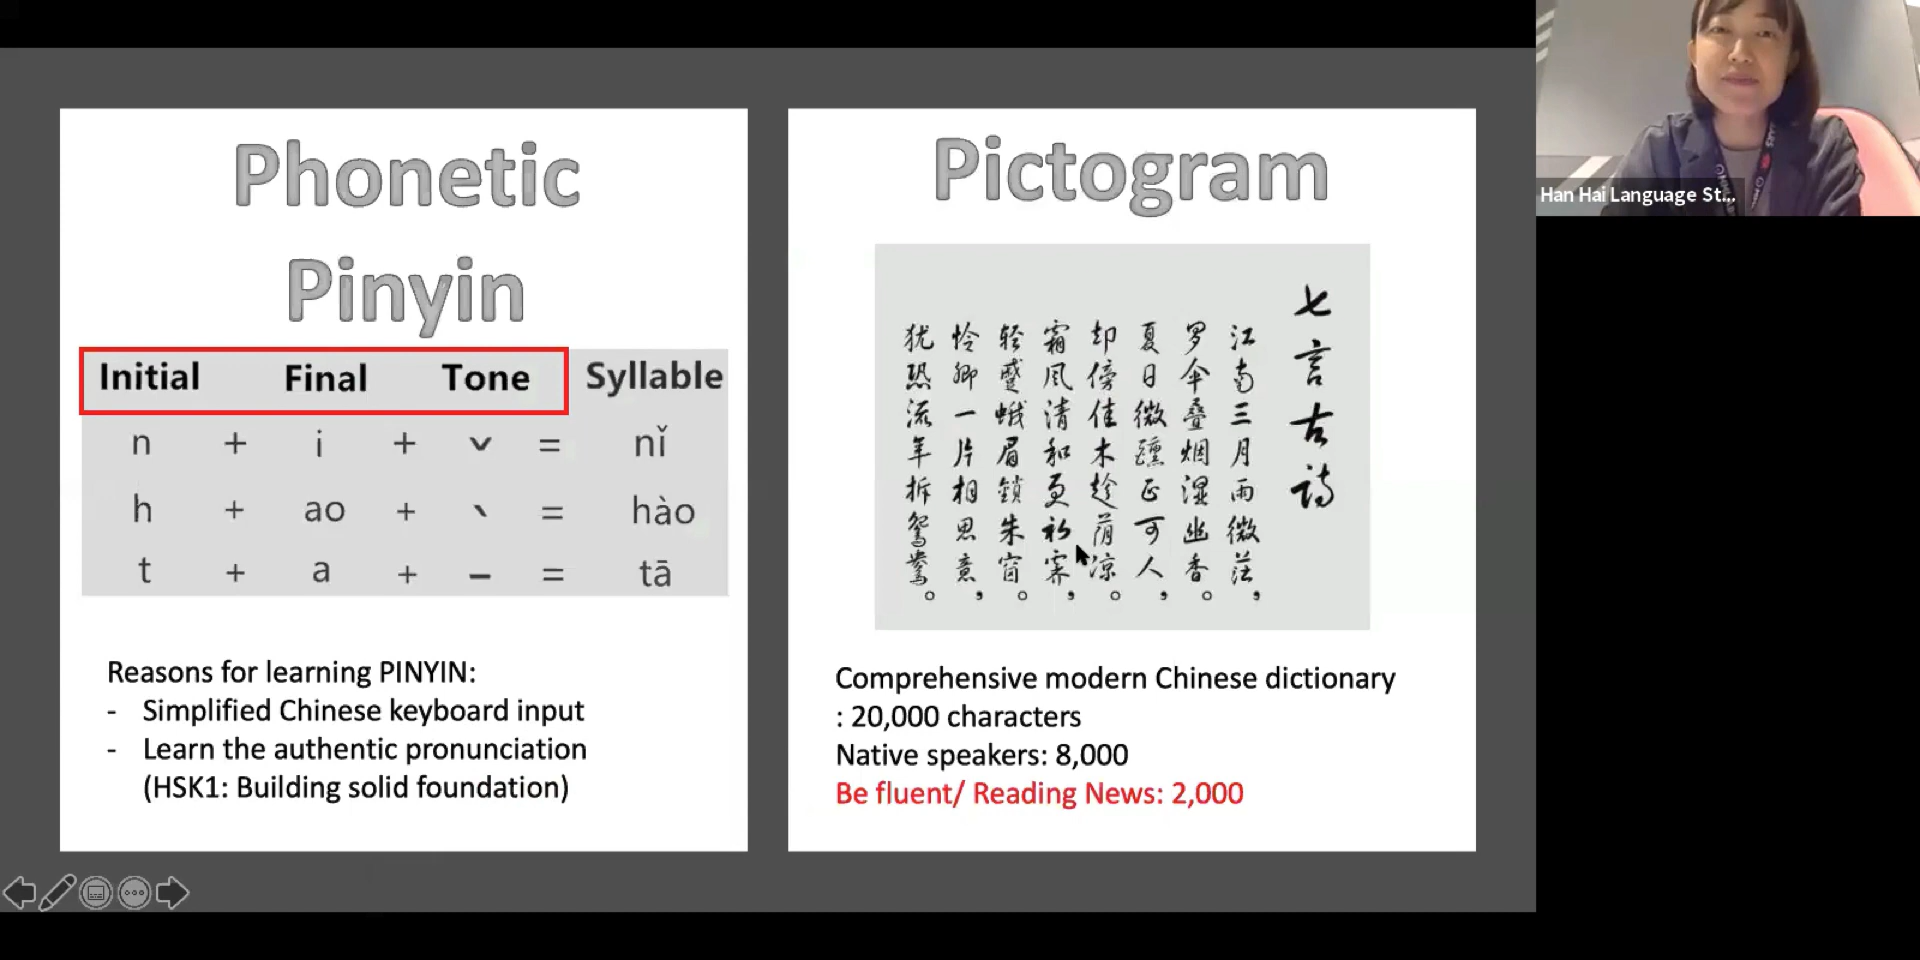 Phonetic
Pinyin
Initial Final Tone Syllable
n + i + ˇ = nǐ
h + ao + ˋ = hào
t + a + ˉ = tā
Reasons for learning PINYIN:
- Simplified Chinese keyboard input
- Learn the authentic pronunciation
(HSK1: Building solid foundation)
Pictogram
七言古诗
江南三月雨微茫，
罗伞叠烟湿幽香。
夏日微醺正可人，
却傍佳木趁荫凉。
霜风清和更初霁，
轻蹙蛾眉鎖朱窗。
怜卿一片相思意，
犹恐流年拆鸳鸯。
Comprehensive modern Chinese dictionary
: 20,000 characters
Native speakers: 8,000
Be fluent/ Reading News: 2,000
Han Hai Language St...